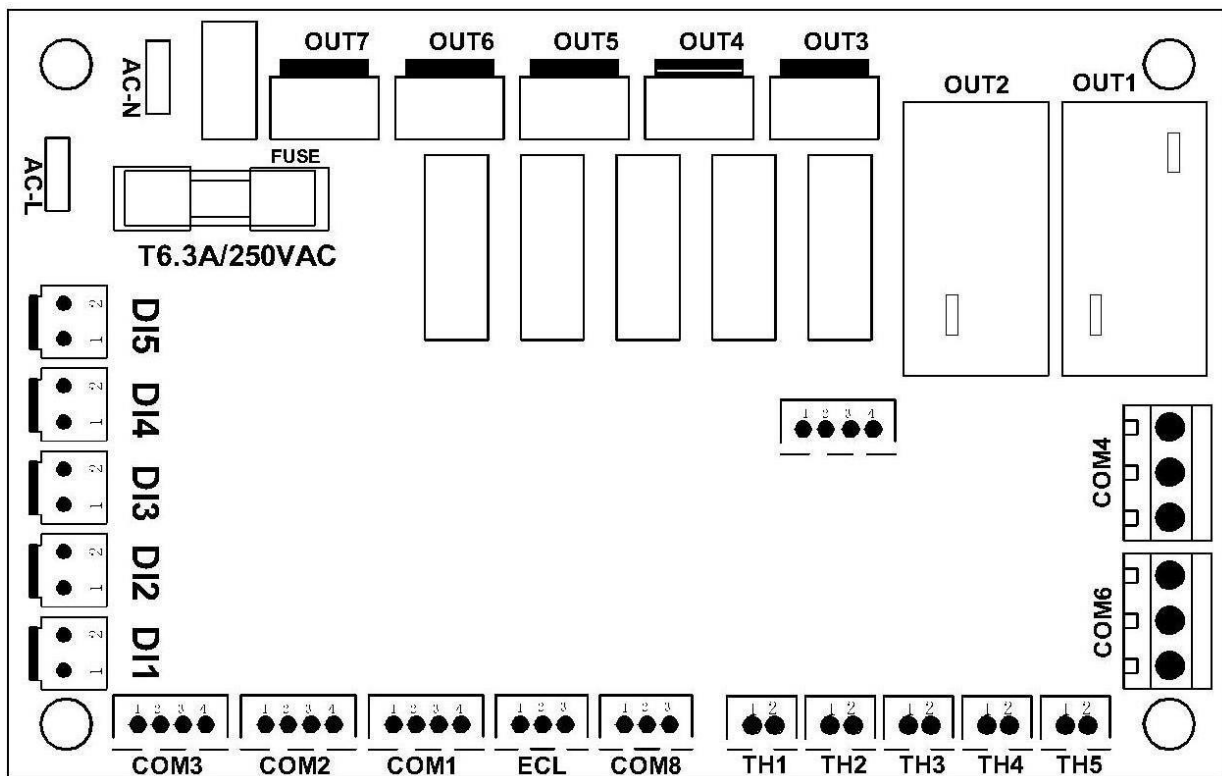 OUT7 OUT6 OUT5 OUT4 OUT3
OUT2 OUT1
AC-N
AC-L
FUSE
T6.3A/250VAC
2 1 DI5
2 1 DI4
2 1 DI3
2 1 DI2
2 1 DI1
1 2 3 4
COM4
COM6
1 2 3 4 1 2 3 4 1 2 3 4 1 2 3 1 2 3 1 2 1 2 1 2 1 2 1 2
COM3 COM2 COM1 ECL COM8 TH1 TH2 TH3 TH4 TH5